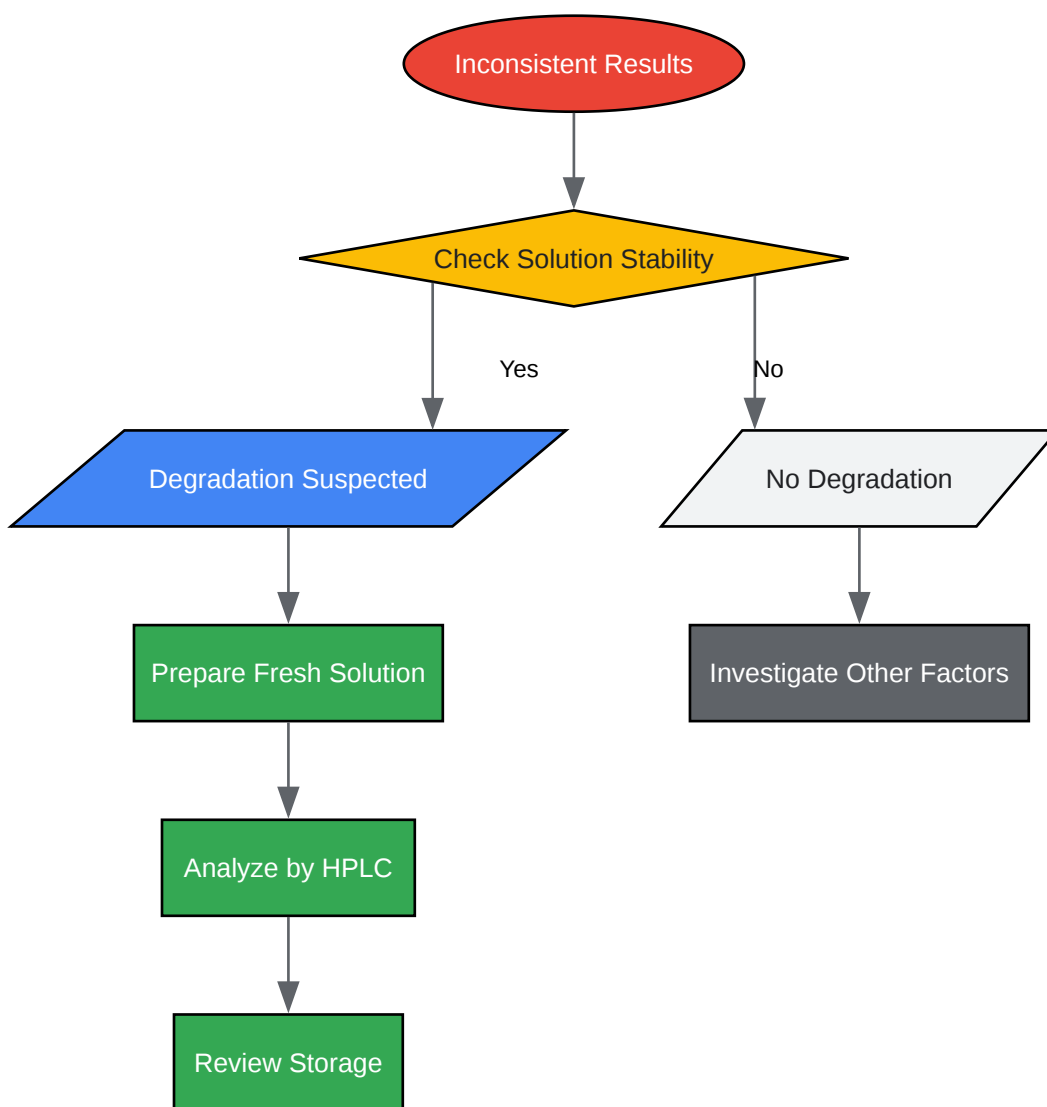 Inconsistent Results
Check Solution Stability
Yes
No
Degradation Suspected
No Degradation
Prepare Fresh Solution
Investigate Other Factors
Analyze by HPLC
Review Storage